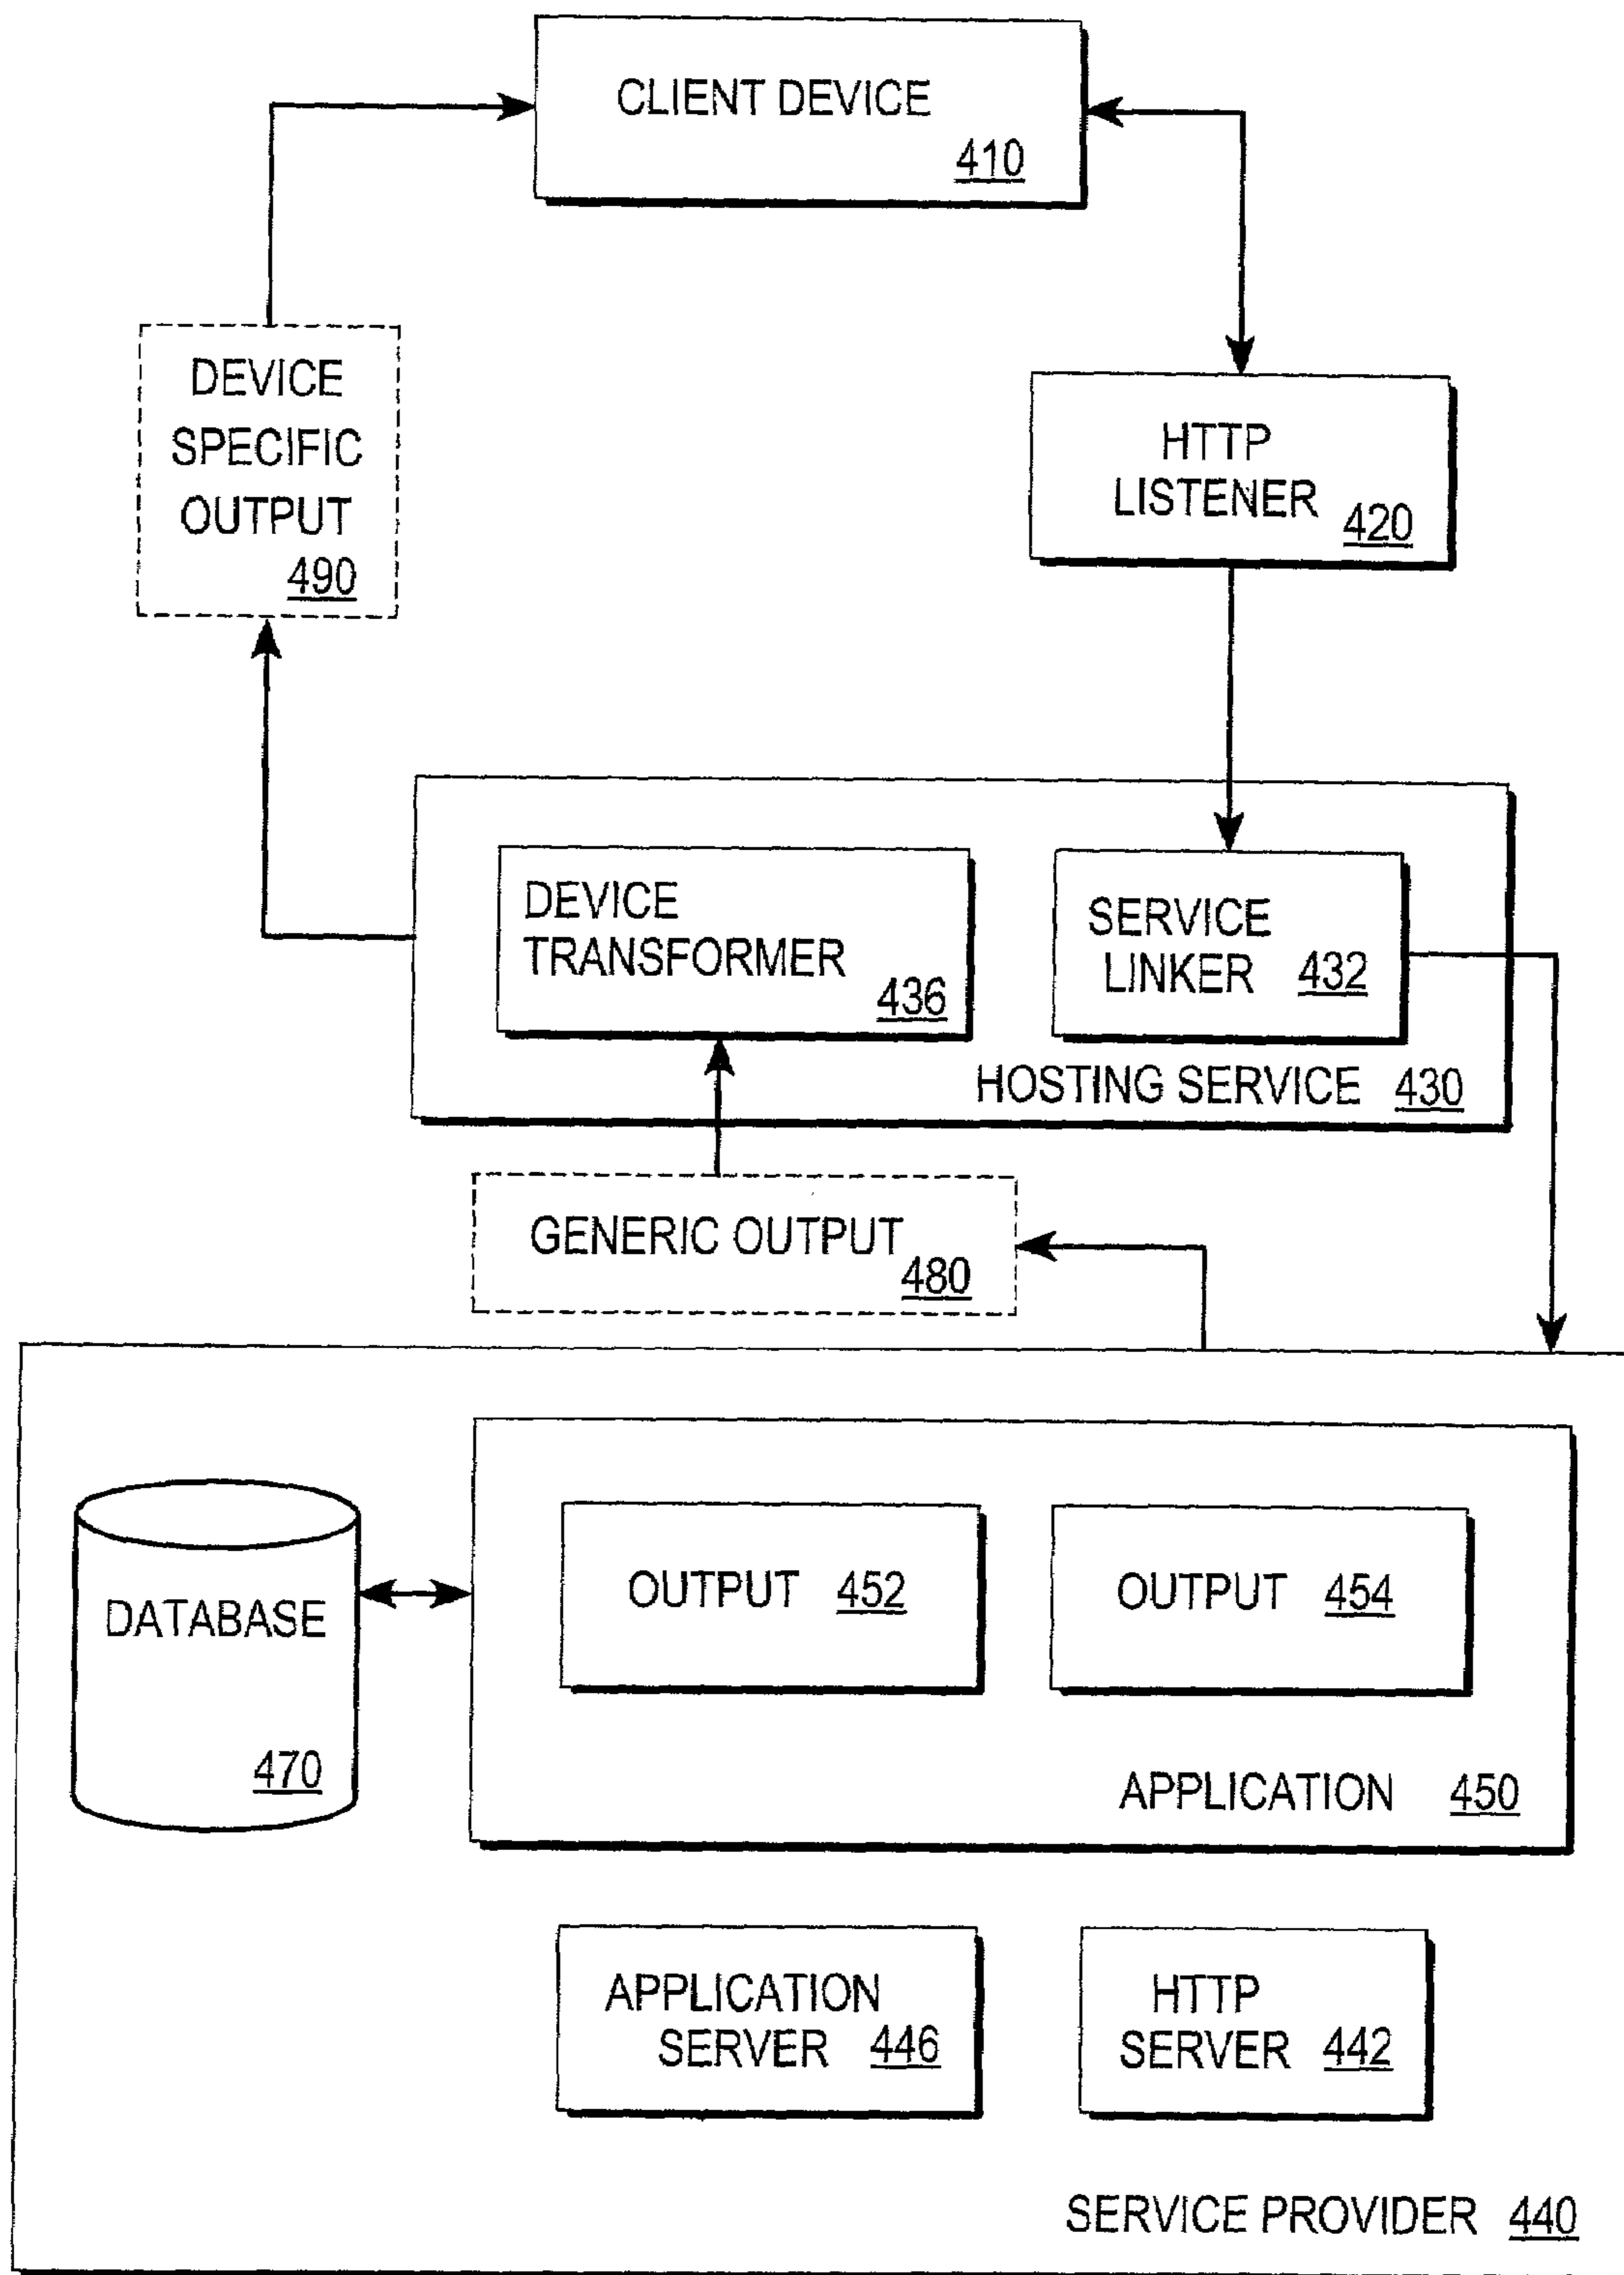 CLIENT DEVICE
410
DEVICE
SPECIFIC
OUTPUT
490
HTTP
LISTENER 420
DEVICE
TRANSFORMER
436
SERVICE
LINKER 432
HOSTING SERVICE 430
GENERIC OUTPUT
480
DATABASE
470
OUTPUT 452
OUTPUT 454
APPLICATION 450
APPLICATION
SERVER 446
HTTP
SERVER 442
SERVICE PROVIDER 440